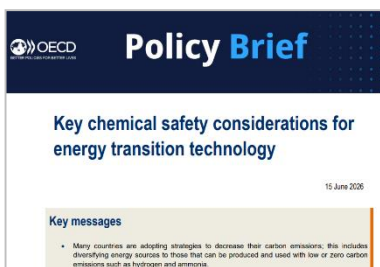 OECD
BETTER POLICIES FOR BETTER LIVES
Policy Brief
Key chemical safety considerations for
energy transition technology
15 June 2026
Key messages
• Many countries are adopting strategies to decrease their carbon emissions; this includes
diversifying energy sources to those that can be produced and used with low or zero carbon
emissions such as hydrogen and ammonia.